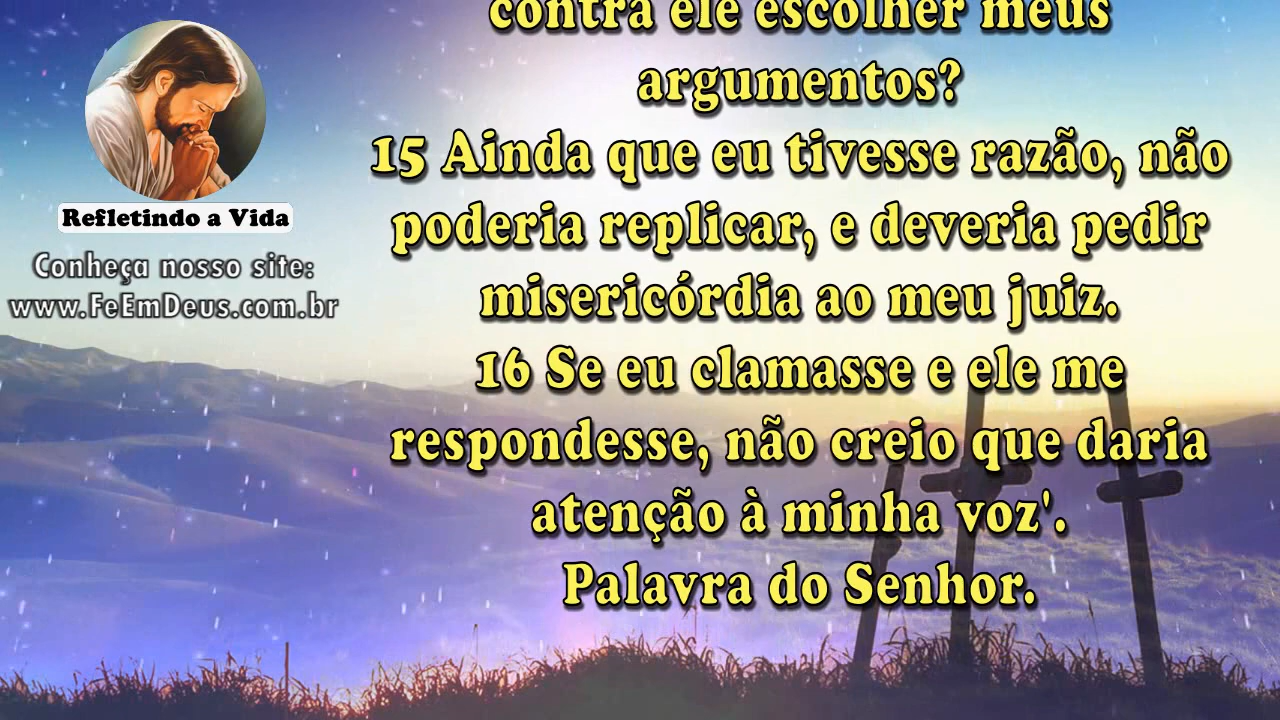 contra ele escolher meus
argumentos?
15 Ainda que eu tivesse razão, não
poderia replicar, e deveria pedir
misericórdia ao meu juiz.
16 Se eu clamasse e ele me
respondesse, não creio que daria
atenção à minha voz'.
Palavra do Senhor.
Refletindo a Vida
Conheça nosso site:
www.FeEmDeus.com.br